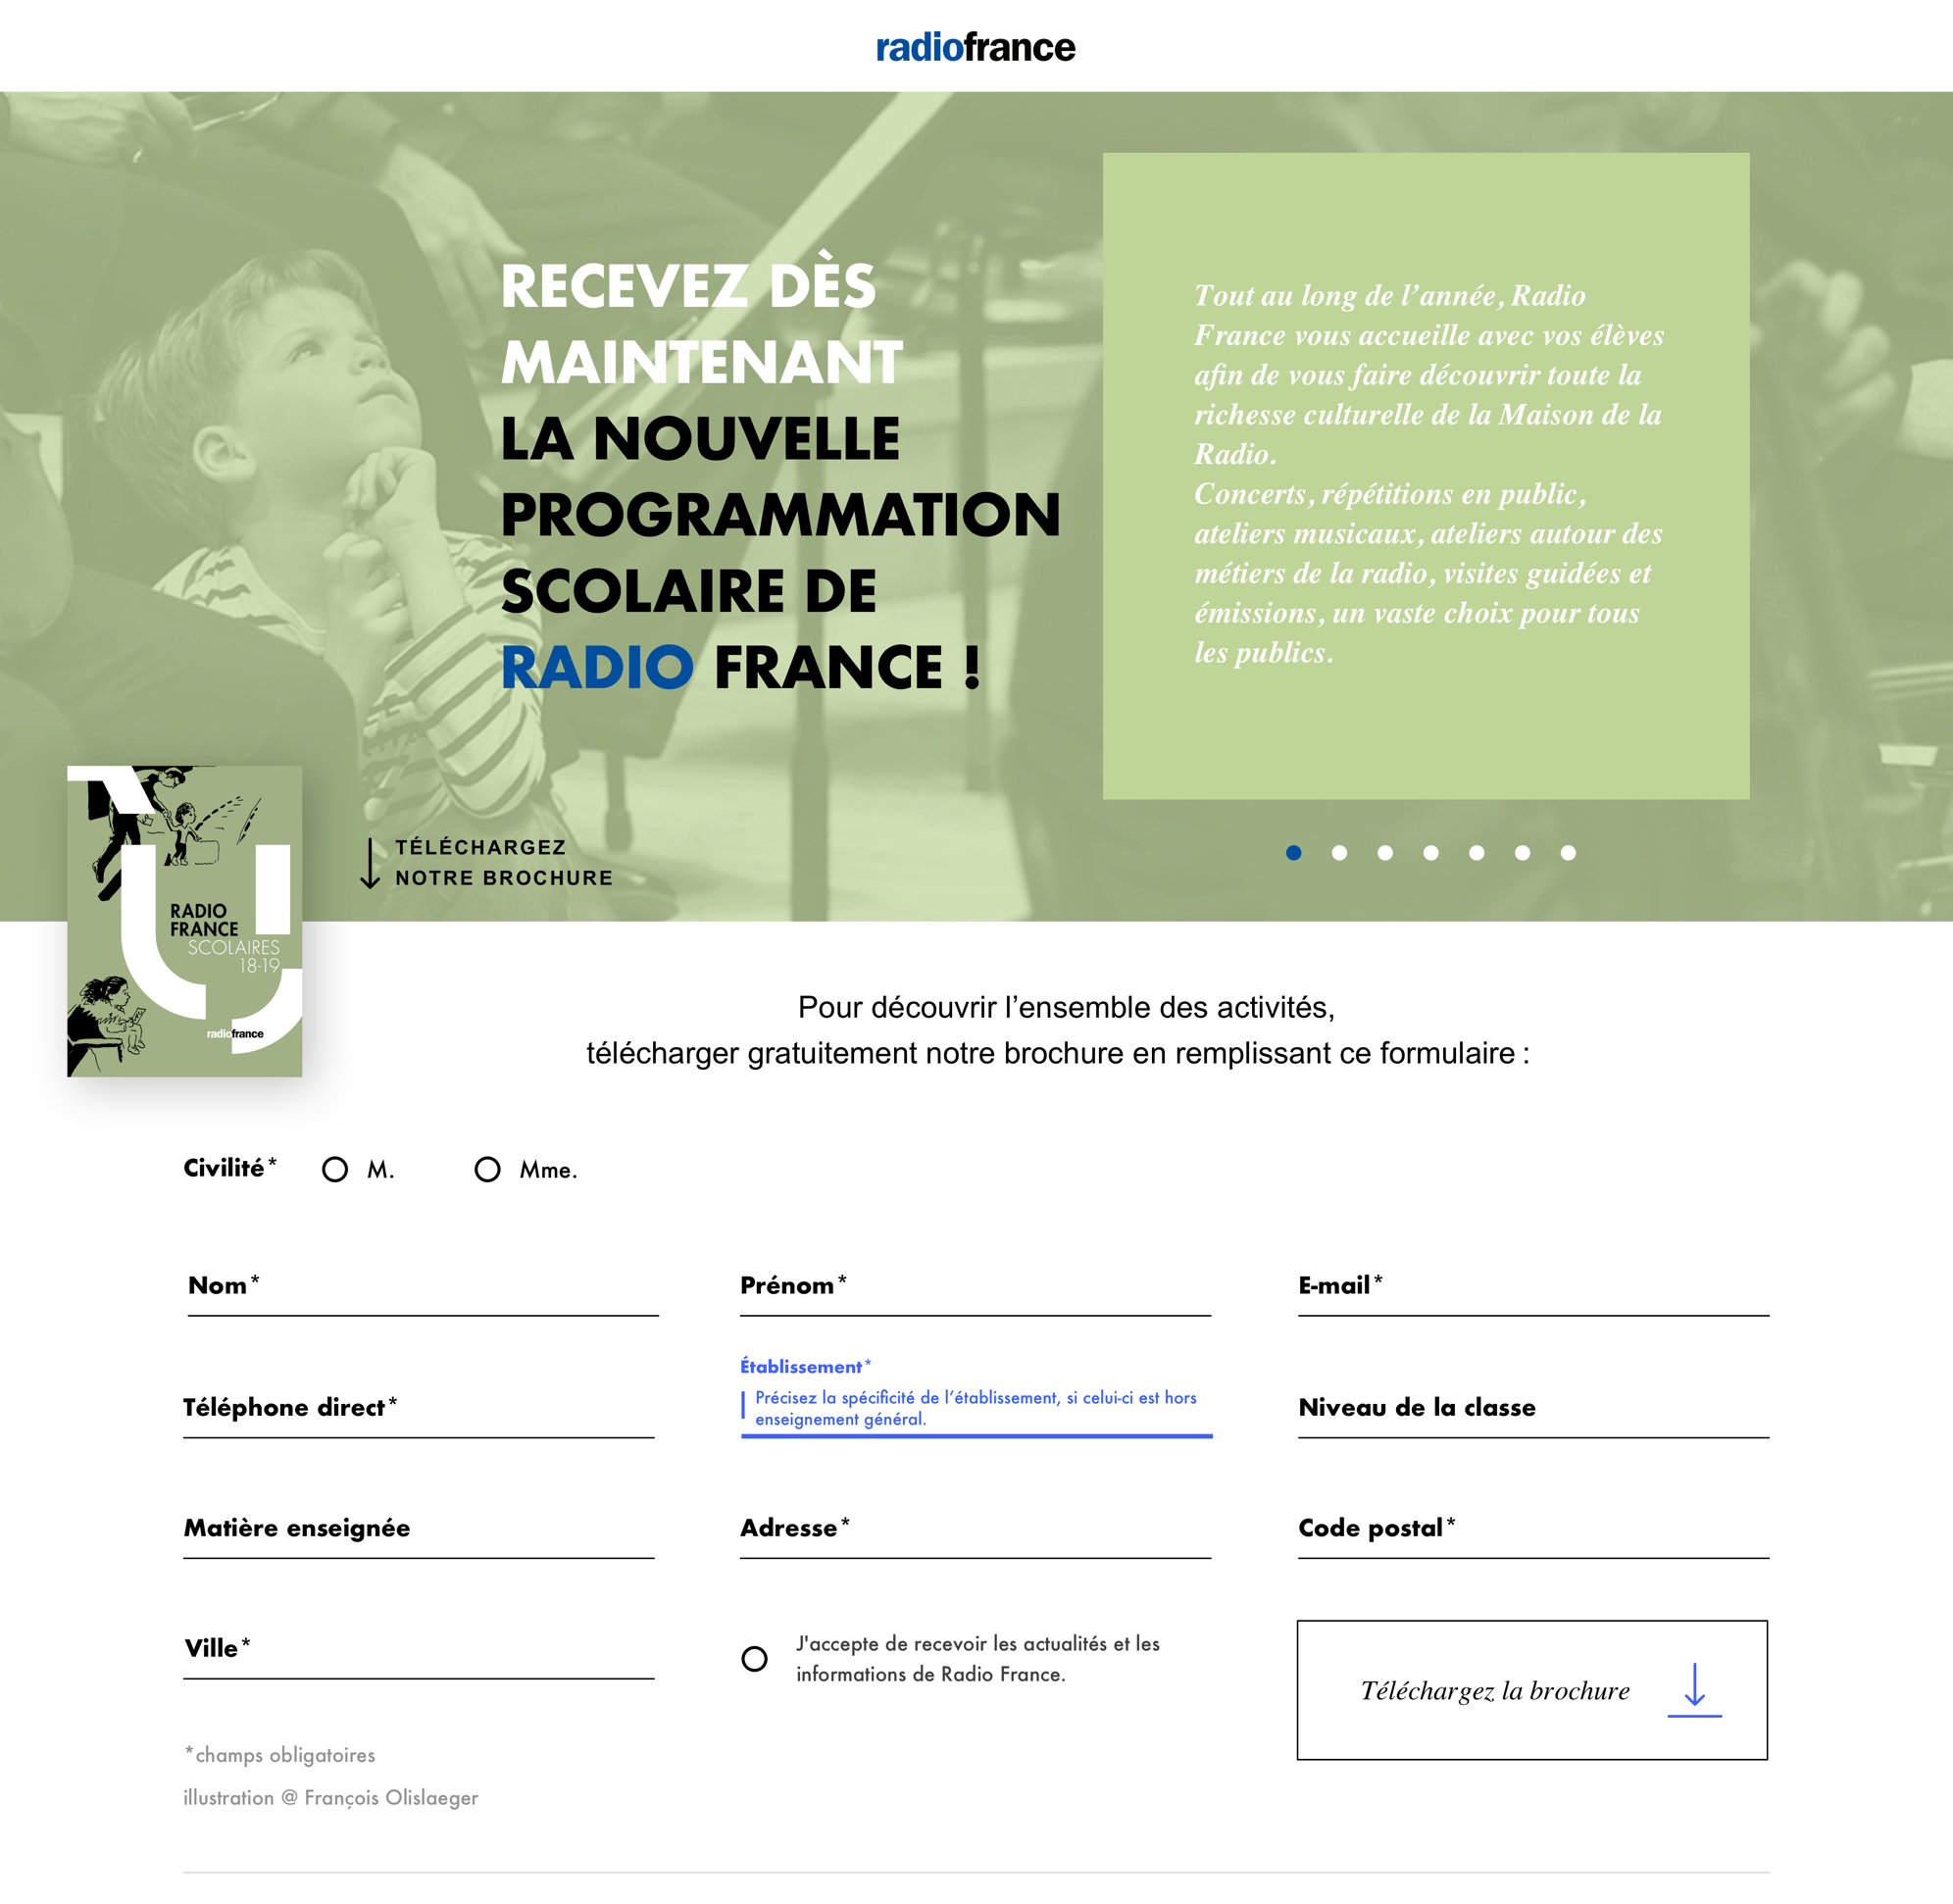 radiofrance
RECEVEZ DÈS
MAINTENANT
LA NOUVELLE
PROGRAMMATION
SCOLAIRE DE
RADIO FRANCE !
Tout au long de l’année, Radio
France vous accueille avec vos élèves
afin de vous faire découvrir toute la
richesse culturelle de la Maison de la
Radio.
Concerts, répétitions en public,
ateliers musicaux, ateliers autour des
métiers de la radio, visites guidées et
émissions, un vaste choix pour tous
les publics.
TÉLÉCHARGEZ
NOTRE BROCHURE
RADIO
FRANCE
SCOLAIRES
18-19
radiofrance
Pour découvrir l’ensemble des activités,
télécharger gratuitement notre brochure en remplissant ce formulaire :
Civilité* M. Mme.
Nom* Prénom* E-mail*
Établissement*
Précisez la spécificité de l’établissement, si celui-ci est hors
enseignement général.
Téléphone direct* Niveau de la classe
Matière enseignée Adresse* Code postal*
Ville*
J'accepte de recevoir les actualités et les
informations de Radio France.
Téléchargez la brochure
*champs obligatoires
illustration @ François Olislaeger